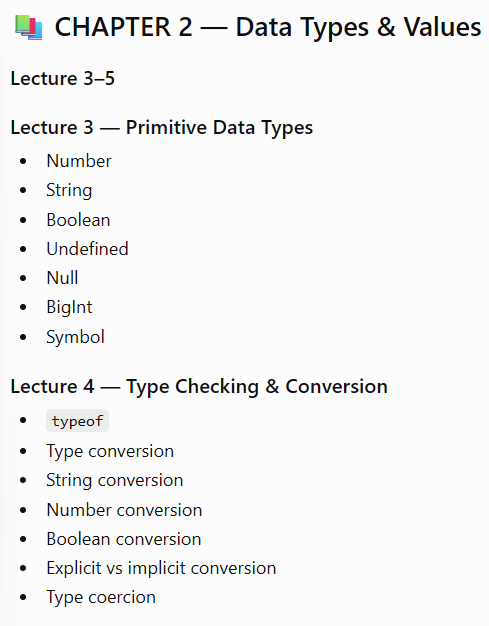 📚 CHAPTER 2 — Data Types & Values
Lecture 3–5
Lecture 3 — Primitive Data Types
• Number
• String
• Boolean
• Undefined
• Null
• BigInt
• Symbol
Lecture 4 — Type Checking & Conversion
• typeof
• Type conversion
• String conversion
• Number conversion
• Boolean conversion
• Explicit vs implicit conversion
• Type coercion